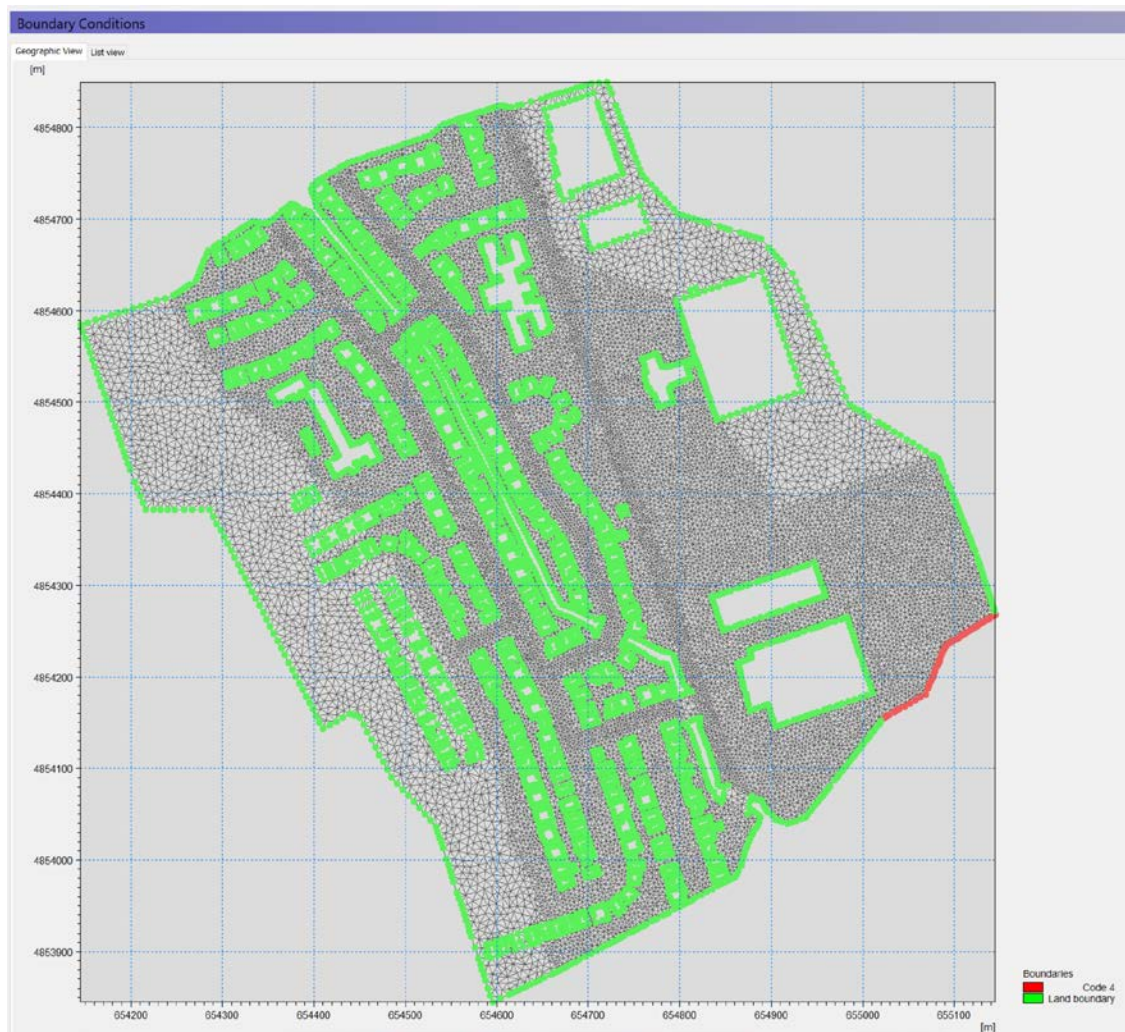 Boundary Conditions
Geographic View List view
[m]
4854800
4854700
4854600
4854500
4854400
4854300
4854200
4854100
4854000
4853900
654200 654300 654400 654500 654600 654700 654800 654900 655000 655100
[m]
Boundaries
Code 4
Land boundary